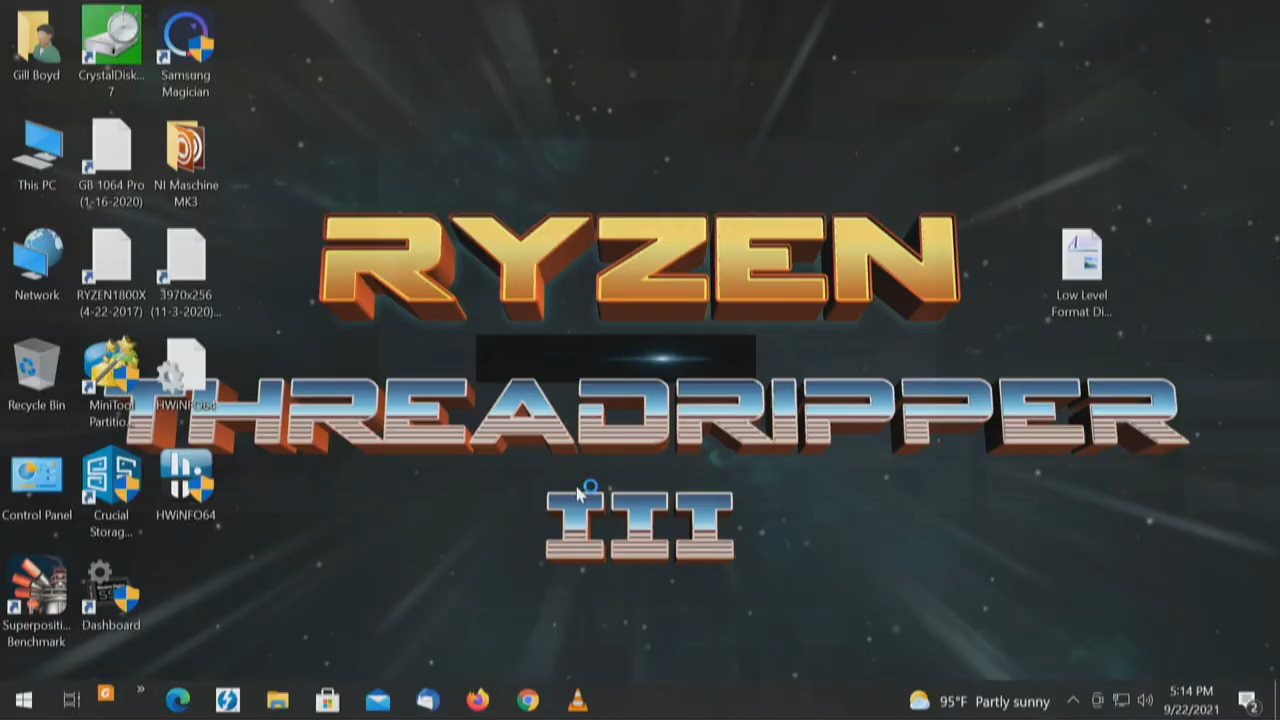 Gill Boyd
CrystalDisk...
7
Samsung
Magician
This PC
GB 1064 Pro
(1-16-2020)
NI Maschine
MK3
Network
RYZEN1800X
(4-22-2017)
3970x256
(11-3-2020)...
Recycle Bin
MiniTool
Partitio...
HWiNFO64
Control Panel
Crucial
Storag...
HWiNFO64
Superpositi...
Benchmark
Dashboard
RYZEN
THREADRIPPER
III
Low Level
Format Di...
95°F Partly sunny
5:14 PM
9/22/2021
2